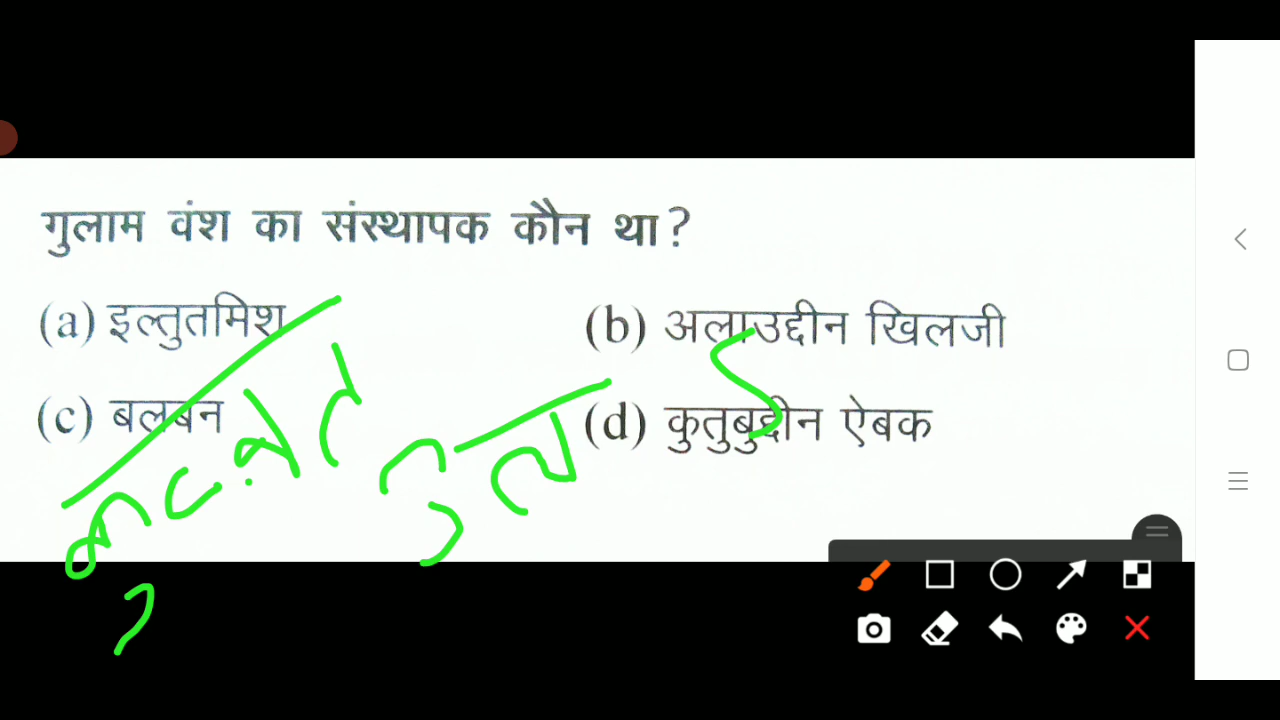 गुलाम वंश का संस्थापक कौन था?
(a) इल्तुतमिश (b) अलाउद्दीन खिलजी
(c) बलबन (d) कुतुबुद्दीन ऐबक